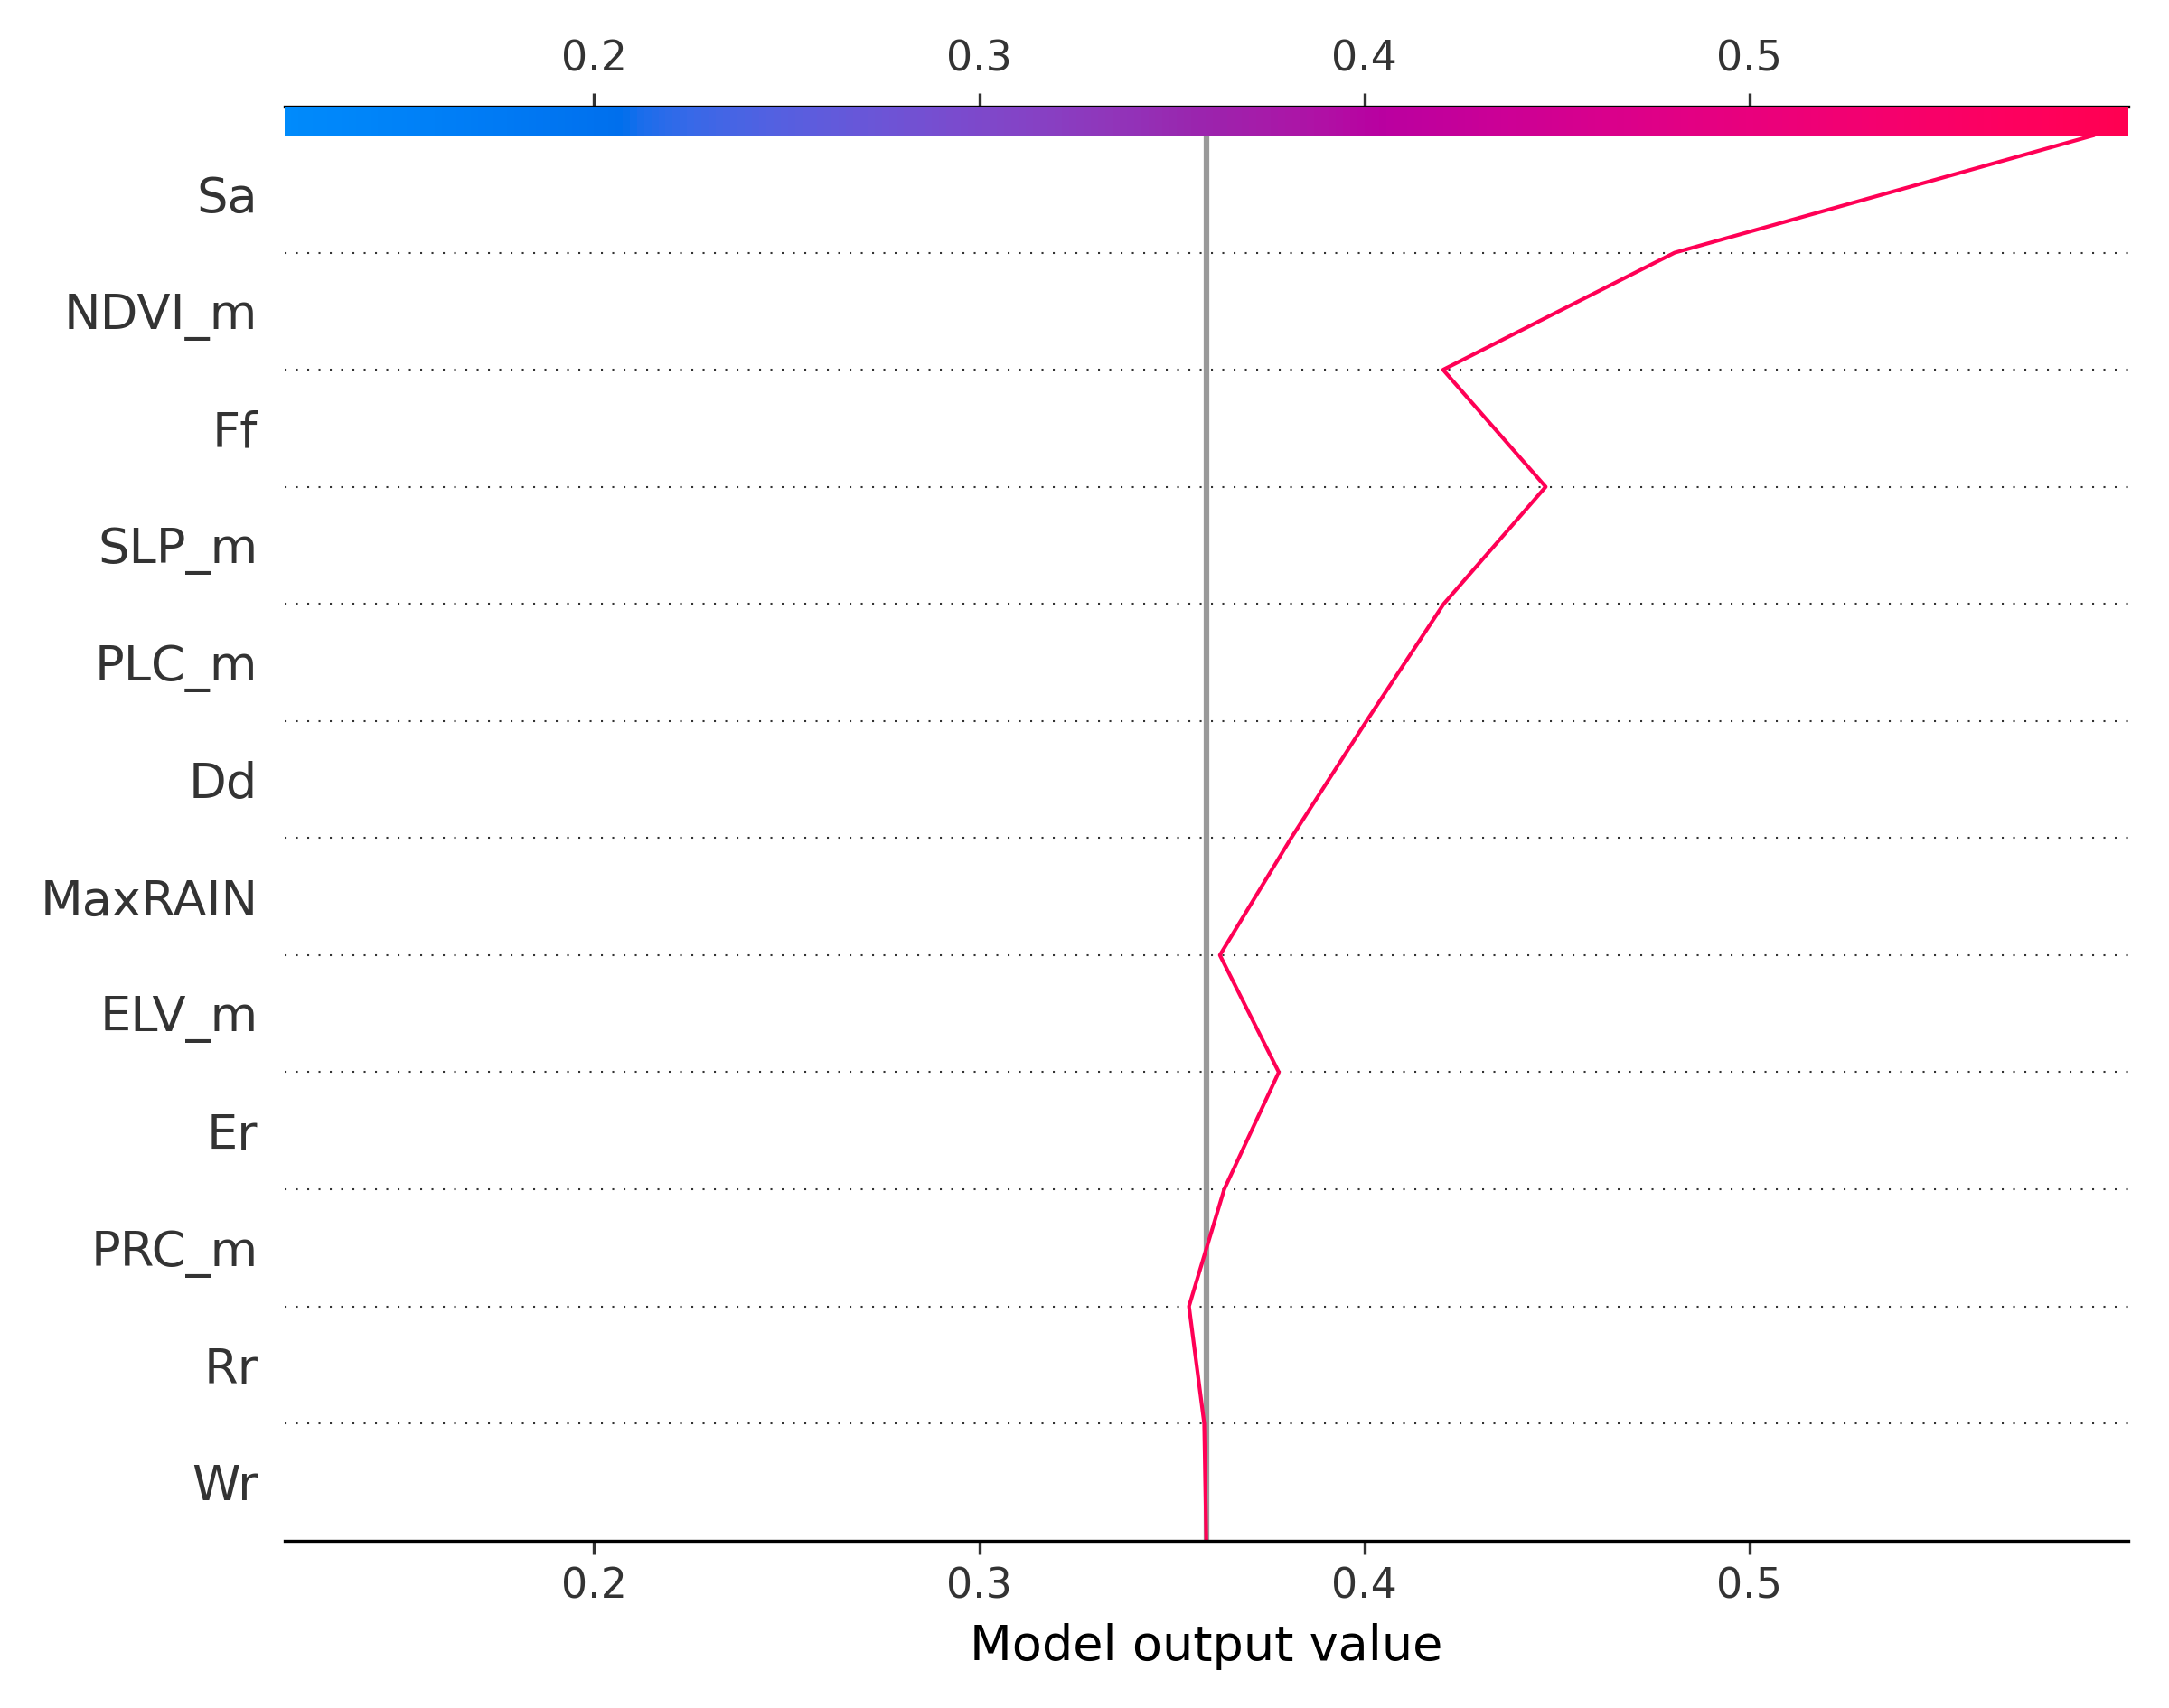 0.2 0.3 0.4 0.5
Sa
NDVI_m
Ff
SLP_m
PLC_m
Dd
MaxRAIN
ELV_m
Er
PRC_m
Rr
Wr
0.2 0.3 0.4 0.5
Model output value